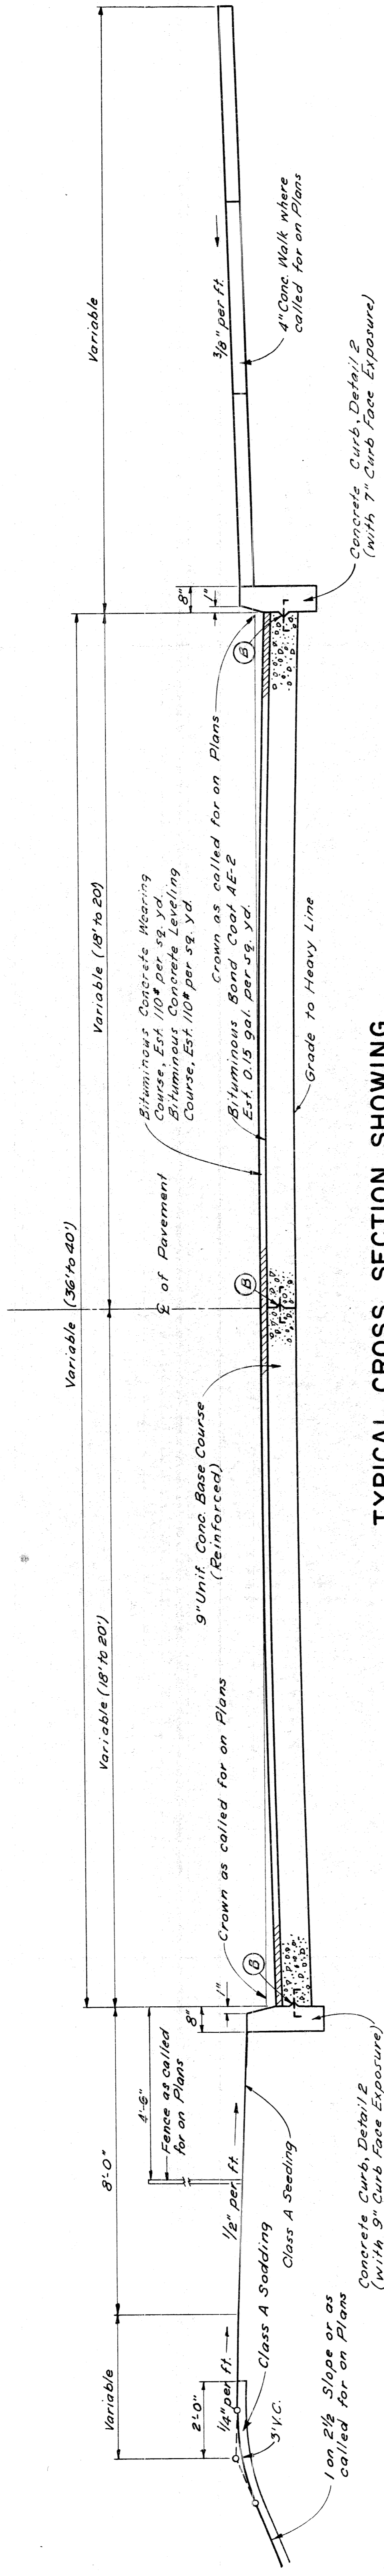 Variable
8'-0"
4'-6"
Fence as called
for on Plans
2'-0"
1/4" per ft.
1/2" per ft.
8"
1"
3' V.C.
Class A Sodding
Class A Seeding
1 on 2 1/2 Slope or as
called for on Plans
Concrete Curb, Detail 2
(with 9" Curb Face Exposure)
Variable (36' to 40')
Variable (18' to 20')
Variable (18' to 20')
Crown as called for on Plans
B
9" Unif. Conc. Base Course
(Reinforced)
℄ of Pavement
B
Bituminous Concrete Wearing
Course, Est. 110# per sq. yd.
Bituminous Concrete Leveling
Course, Est. 110# per sq. yd.
Crown as called for on Plans
Bituminous Bond Coat AE-2
Est. 0.15 gal. per sq. yd.
Grade to Heavy Line
B
8"
1"
Variable
3/8" per ft.
4" Conc. Walk where
called for on Plans
Concrete Curb, Detail 2
(with 7" Curb Face Exposure)
TYPICAL CROSS SECTION SHOWING